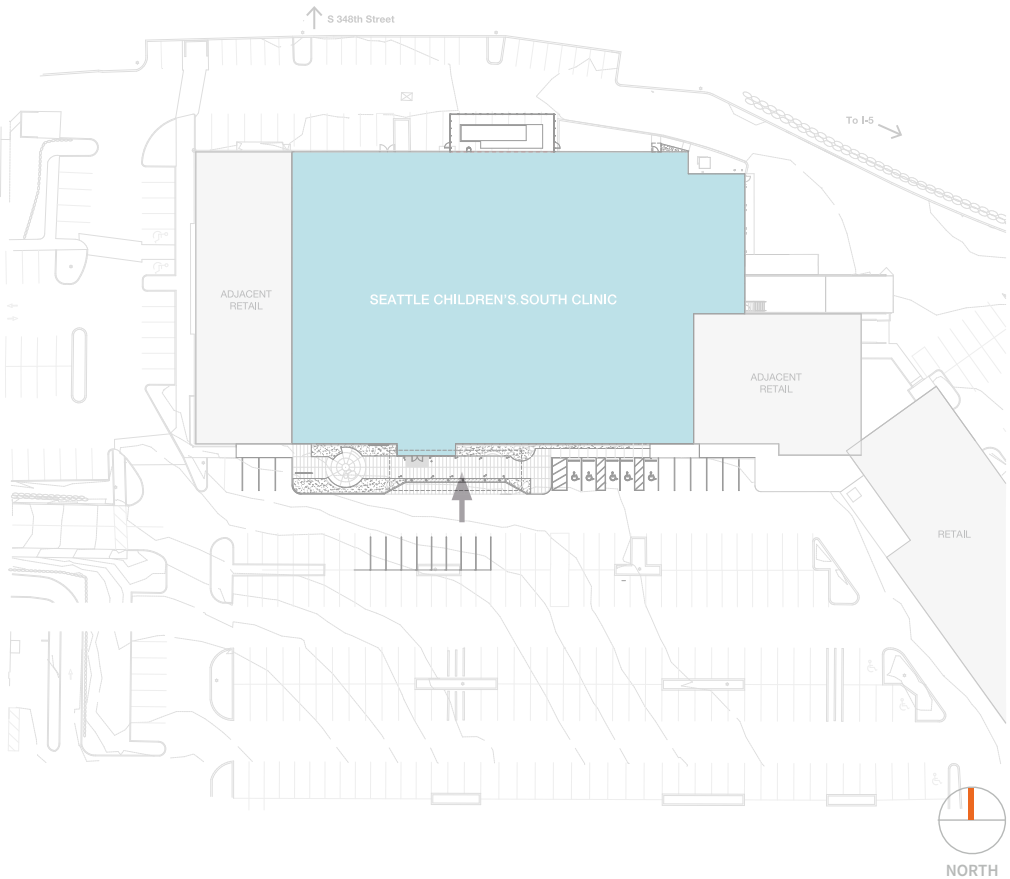 S 348th Street
To I-5
ADJACENT
RETAIL
SEATTLE CHILDREN'S SOUTH CLINIC
ADJACENT
RETAIL
RETAIL
NORTH